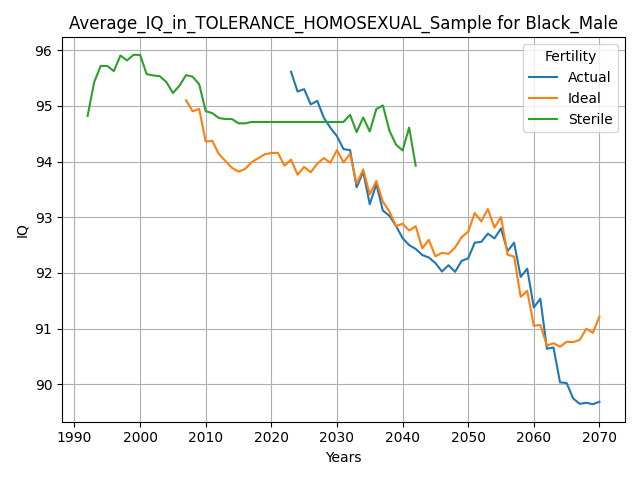 Average_IQ_in_TOLERANCE_HOMOSEXUAL_Sample for Black_Male
Fertility
Actual
Ideal
Sterile
IQ
96
95
94
93
92
91
90
1990 2000 2010 2020 2030 2040 2050 2060 2070
Years